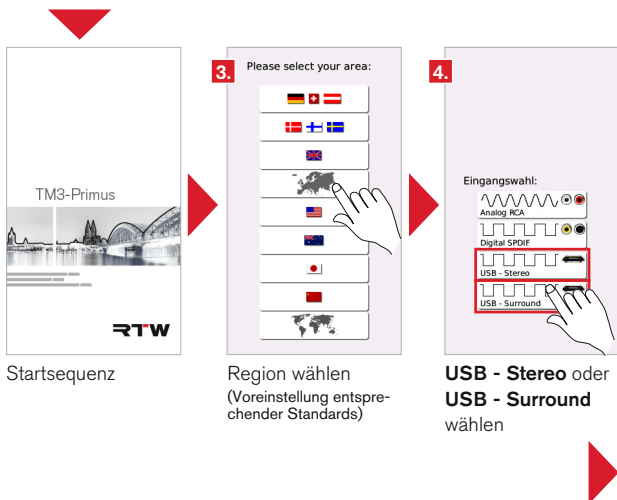 TM3-Primus
RTW
Startsequenz
3.
Please select your area:
Region wählen
(Voreinstellung entspre-
chender Standards)
4.
Eingangswahl:
Analog RCA
Digital SPDIF
USB - Stereo
USB - Surround
USB - Stereo oder
USB - Surround
wählen